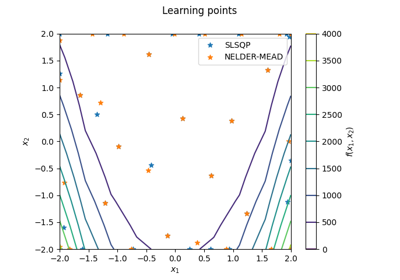 Learning points
SLSQP
NELDER-MEAD
2.0
1.5
1.0
0.5
0.0
−0.5
−1.0
−1.5
−2.0
x₂
−2.0 −1.5 −1.0 −0.5 0.0 0.5 1.0 1.5 2.0
x₁
4000
3500
3000
2500
2000
1500
1000
500
0
f(x₁, x₂)